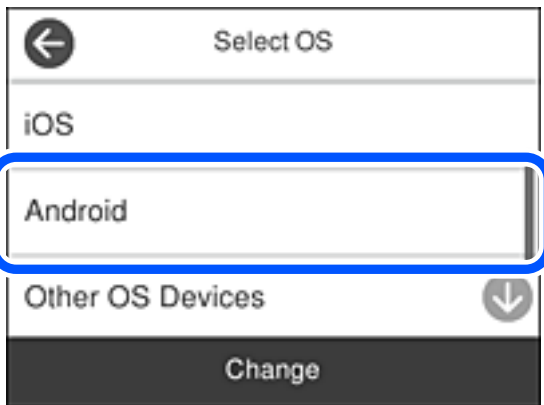 Select OS
iOS
Android
Other OS Devices
Change